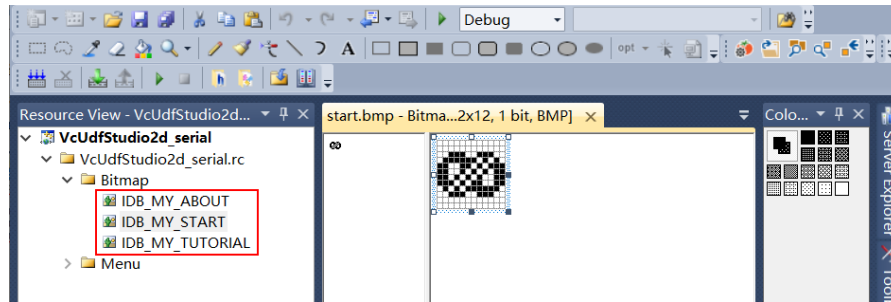 Debug
A
opt
Resource View - VcUdfStudio2d...
start.bmp - Bitma...2x12, 1 bit, BMP]
Colo...
VcUdfStudio2d_serial
VcUdfStudio2d_serial.rc
Bitmap
IDB_MY_ABOUT
IDB_MY_START
IDB_MY_TUTORIAL
Menu
Server Explorer